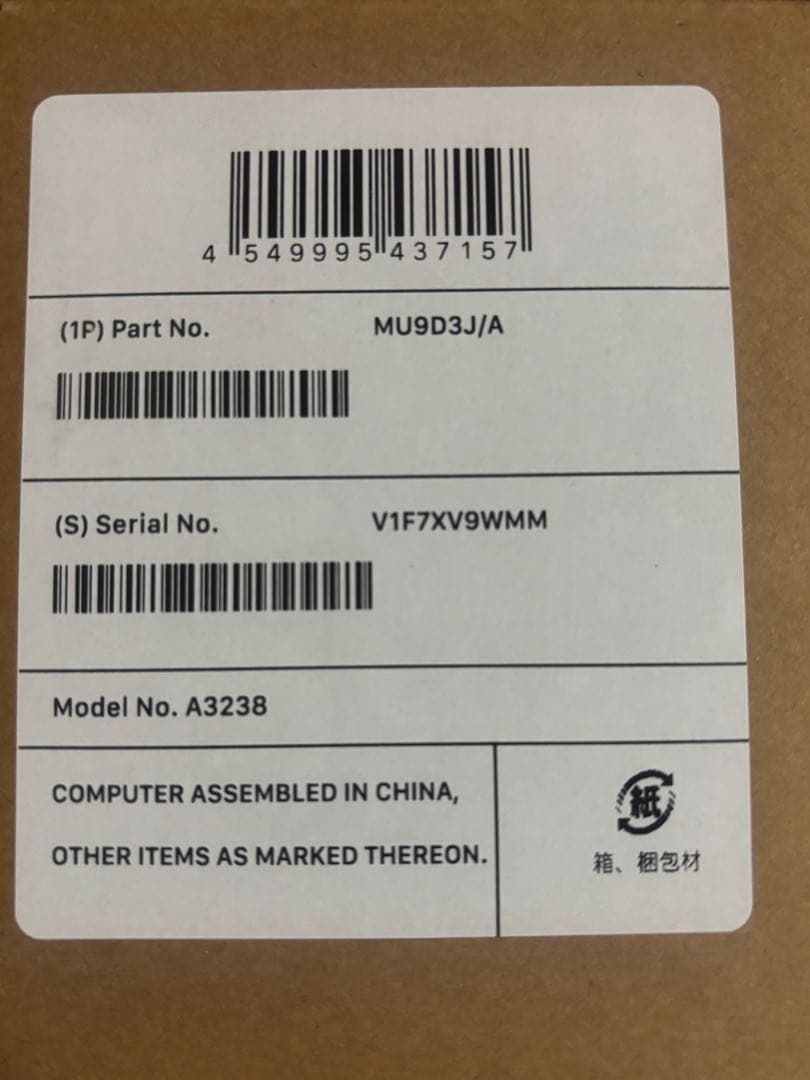 4 549995 437157
(1P) Part No. MU9D3J/A
(S) Serial No. V1F7XV9WMM
Model No. A3238
COMPUTER ASSEMBLED IN CHINA,
OTHER ITEMS AS MARKED THEREON.
紙
箱、梱包材